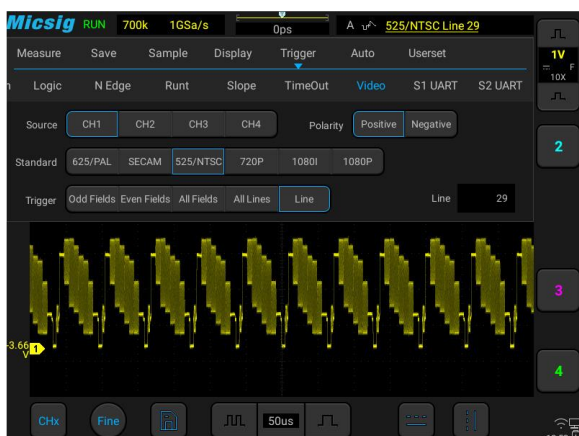 Micsig RUN 700k 1GSa/s 0ps A 525/NTSC Line 29
Measure Save Sample Display Trigger Auto Userset
Logic N Edge Runt Slope TimeOut Video S1 UART S2 UART
Source CH1 CH2 CH3 CH4 Polarity Positive Negative
Standard 625/PAL SECAM 525/NTSC 720P 1080I 1080P
Trigger Odd Fields Even Fields All Fields All Lines Line Line 29
1V
F
10X
2
3
4
-3.66
V
1
CHx Fine 50us